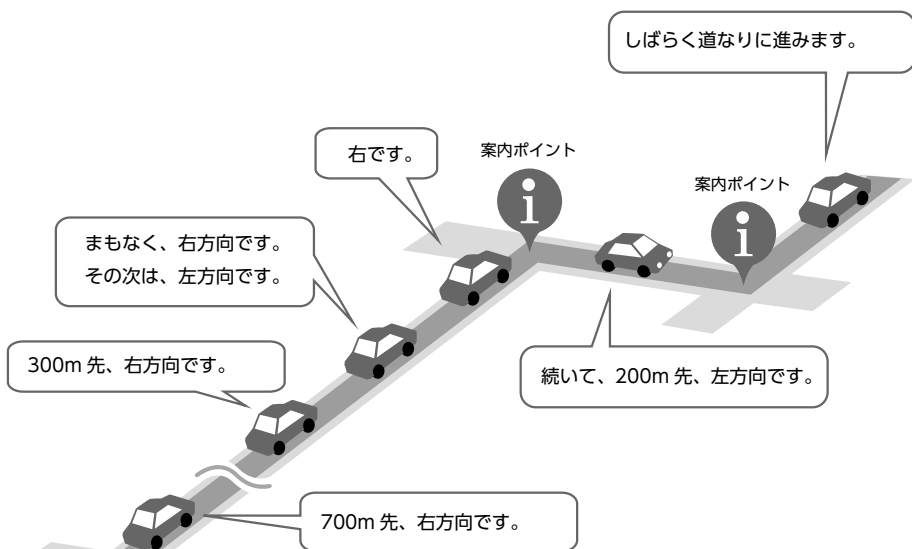 しばらく道なりに進みます。
右です。
案内ポイント
案内ポイント
まもなく、右方向です。
その次は、左方向です。
300m 先、右方向です。
続いて、200m 先、左方向です。
700m 先、右方向です。